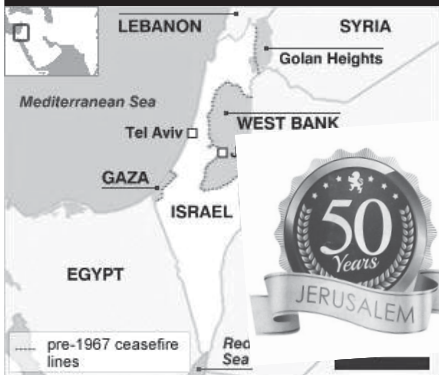 LEBANON
SYRIA
Golan Heights
Mediterranean Sea
Tel Aviv
WEST BANK
J
GAZA
ISRAEL
50
Years
JERUSALEM
EGYPT
pre-1967 ceasefire
lines
Red
Sea